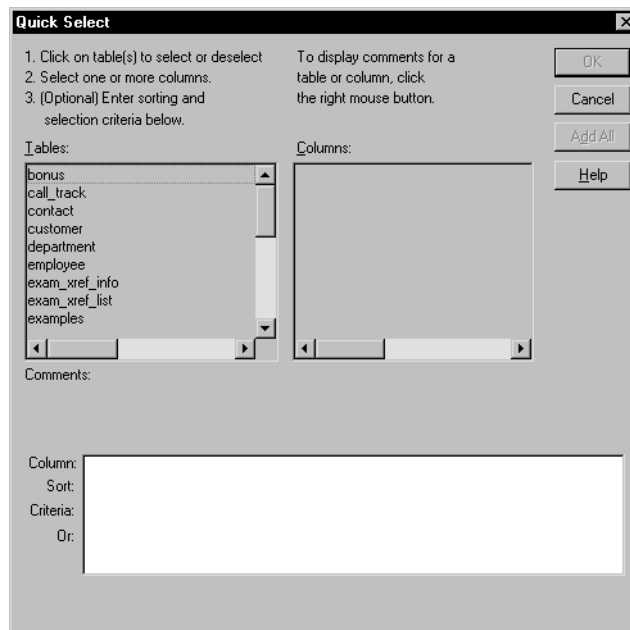 Quick Select
1. Click on table(s) to select or deselect
2. Select one or more columns.
3. (Optional) Enter sorting and
selection criteria below.
To display comments for a
table or column, click
the right mouse button.
OK
Cancel
Add All
Help
Tables:
bonus
call_track
contact
customer
department
employee
exam_xref_info
exam_xref_list
examples
Columns:
Comments:
Column:
Sort:
Criteria:
Or: